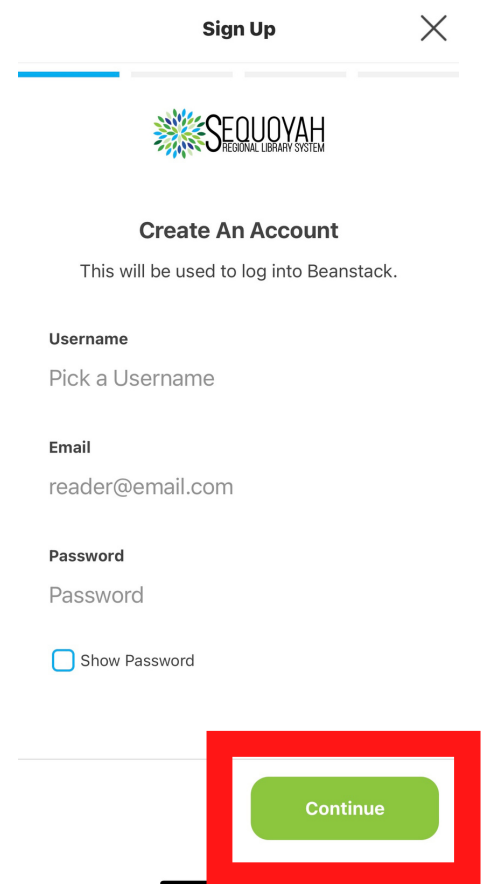 Sign Up
SEQUOYAH
REGIONAL LIBRARY SYSTEM
Create An Account
This will be used to log into Beanstack.
Username
Pick a Username
Email
reader@email.com
Password
Password
Show Password
Continue